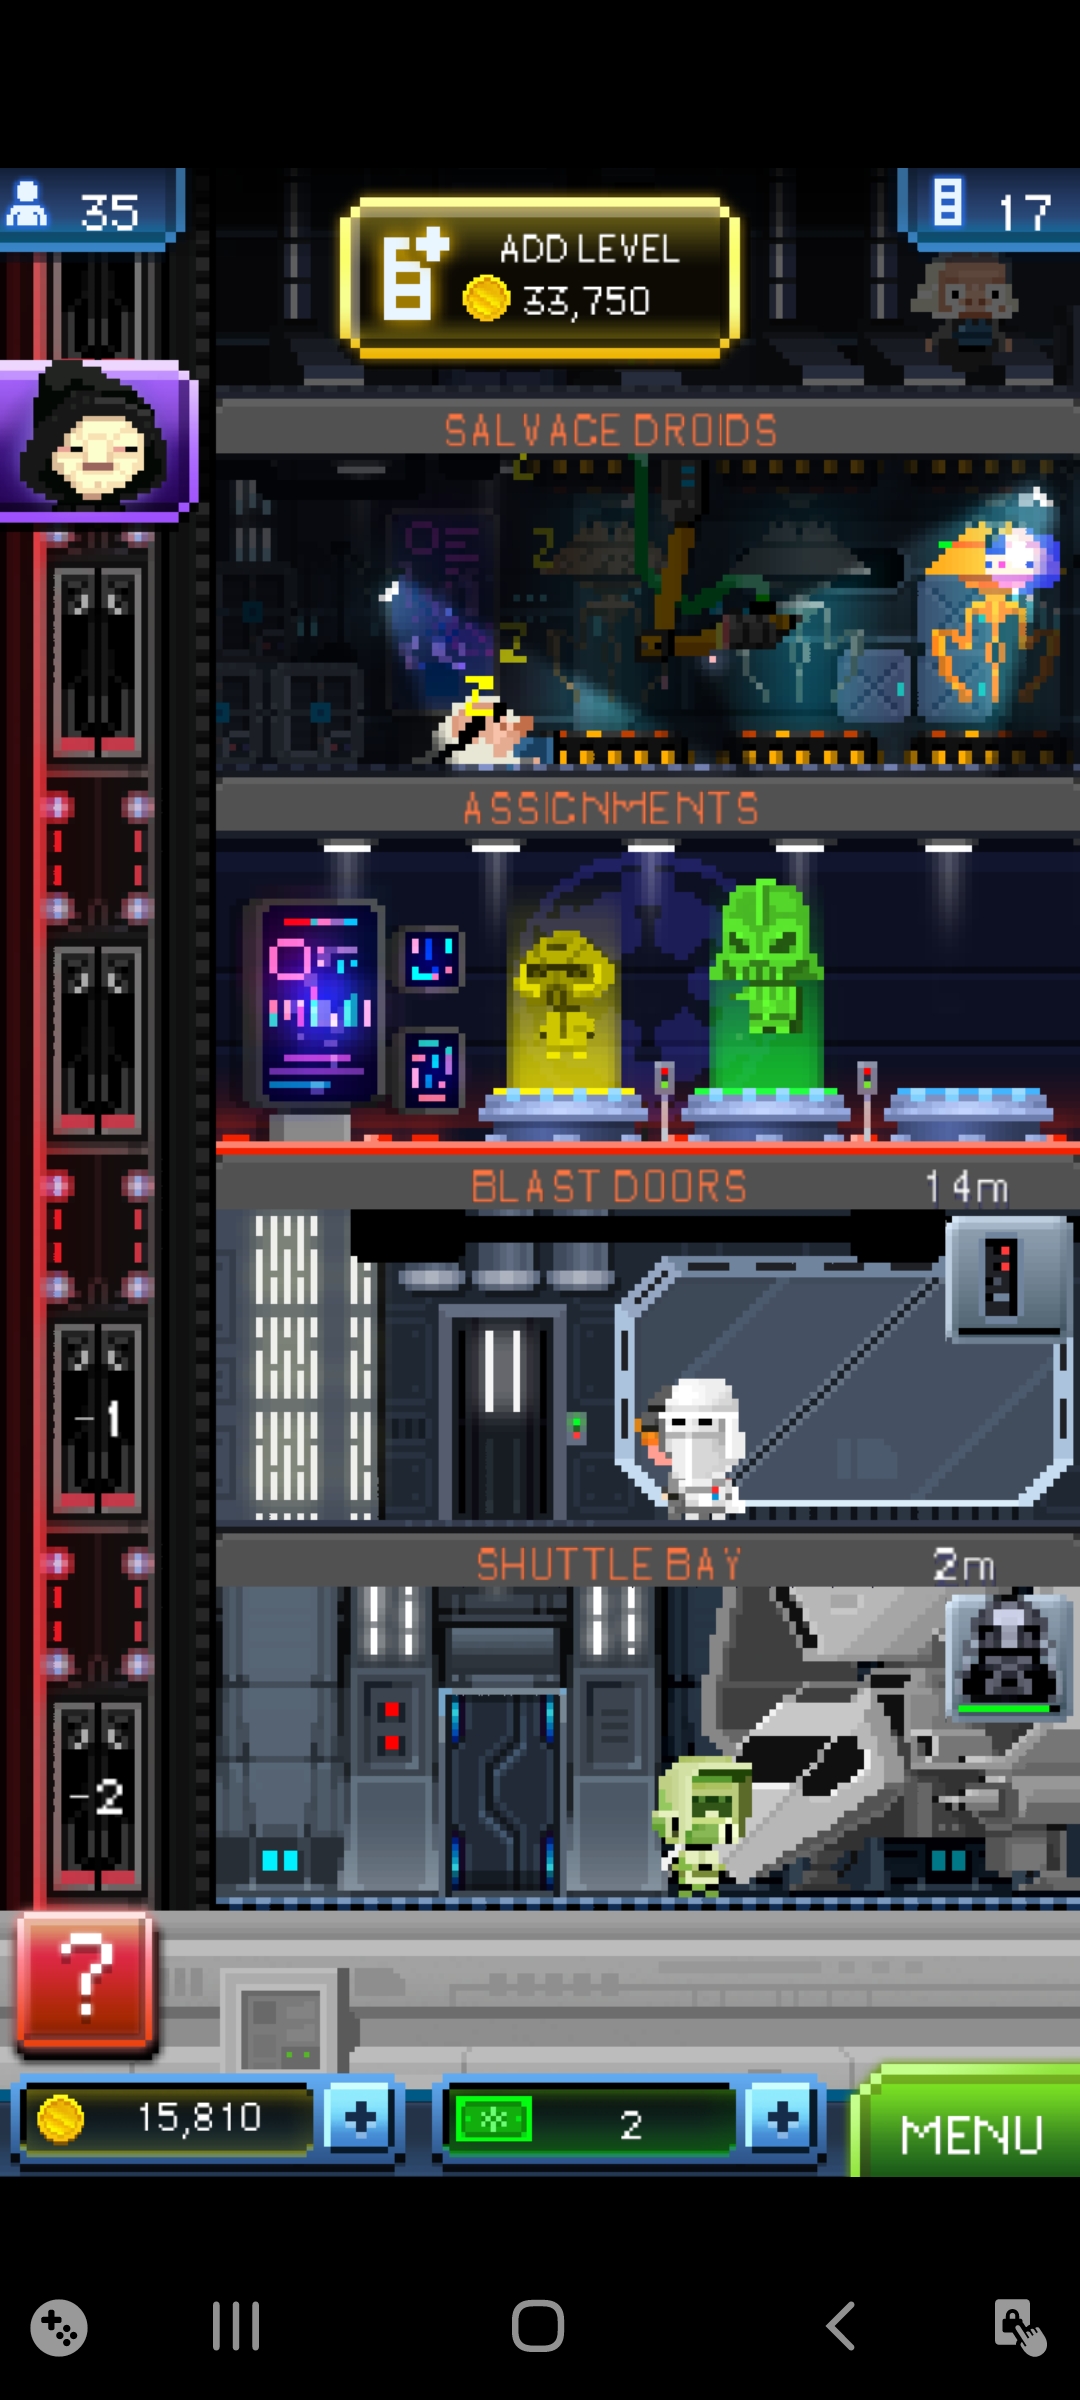 35
ADD LEVEL
33,750
17
SALVAGE DROIDS
Z
Z
Z
Z
ASSIGNMENTS
BLAST DOORS 14m
-1
SHUTTLE BAY 2m
-2
?
15,810 +
2 +
MENU